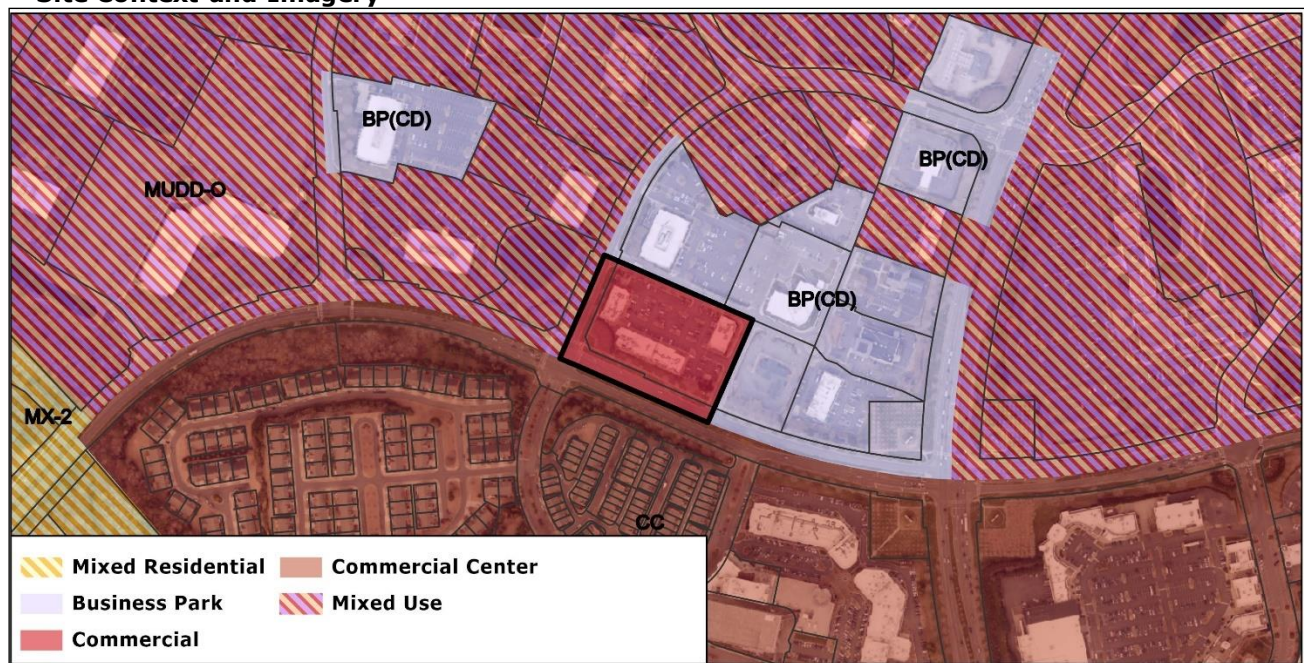 Site Context and Imagery
BP(CD)
BP(CD)
MUDD-O
BP(CD)
MX-2
CC
Mixed Residential
Commercial Center
Business Park
Mixed Use
Commercial